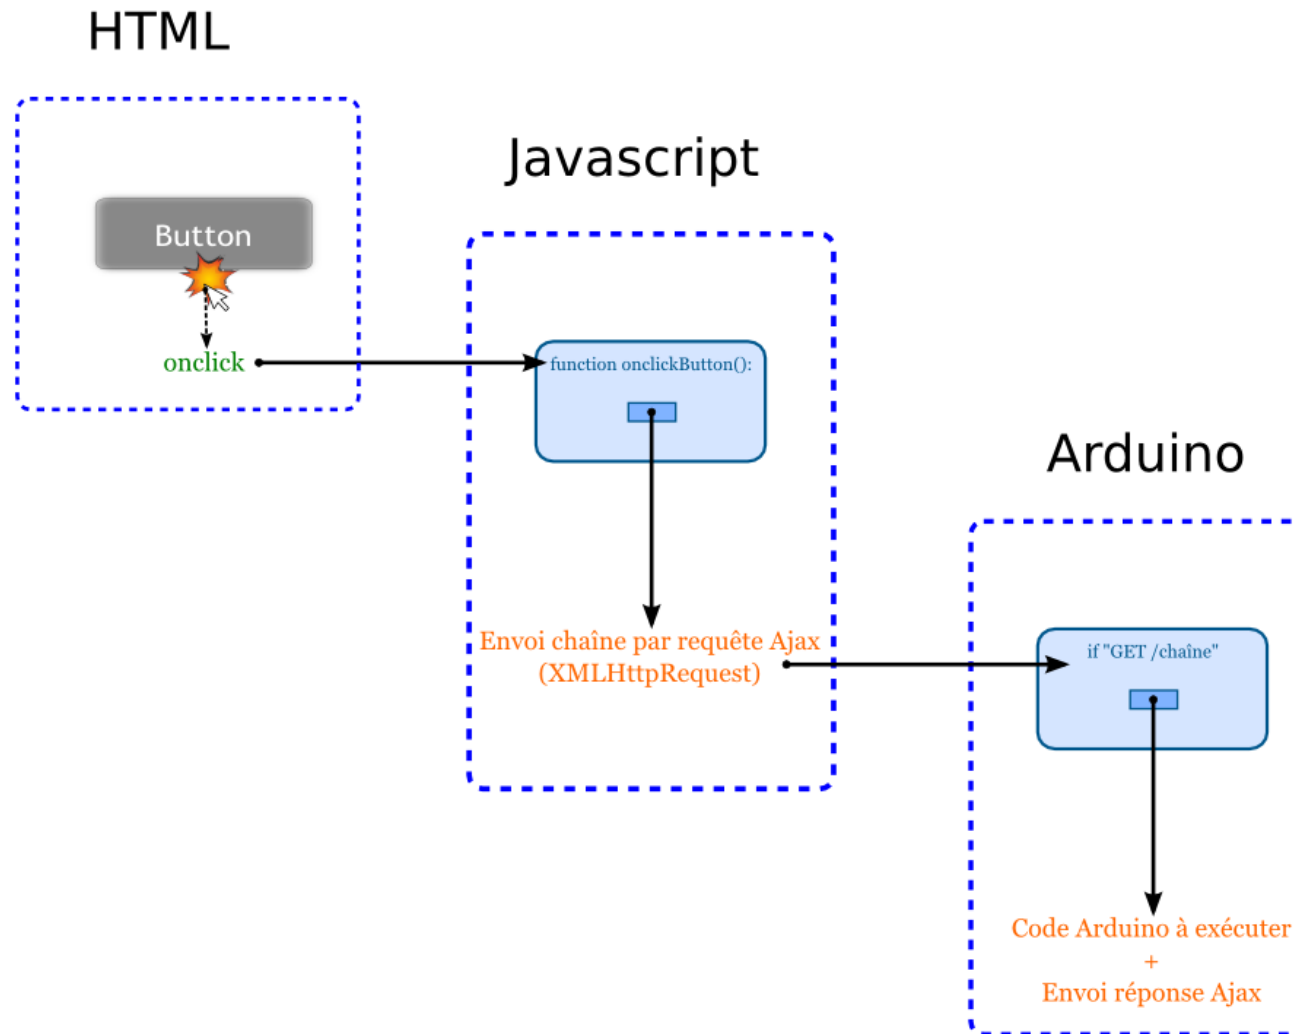 HTML
Button
onclick
Javascript
function onclickButton():
Envoi chaîne par requête Ajax
(XMLHttpRequest)
Arduino
if "GET /chaîne"
Code Arduino à exécuter
+
Envoi réponse Ajax